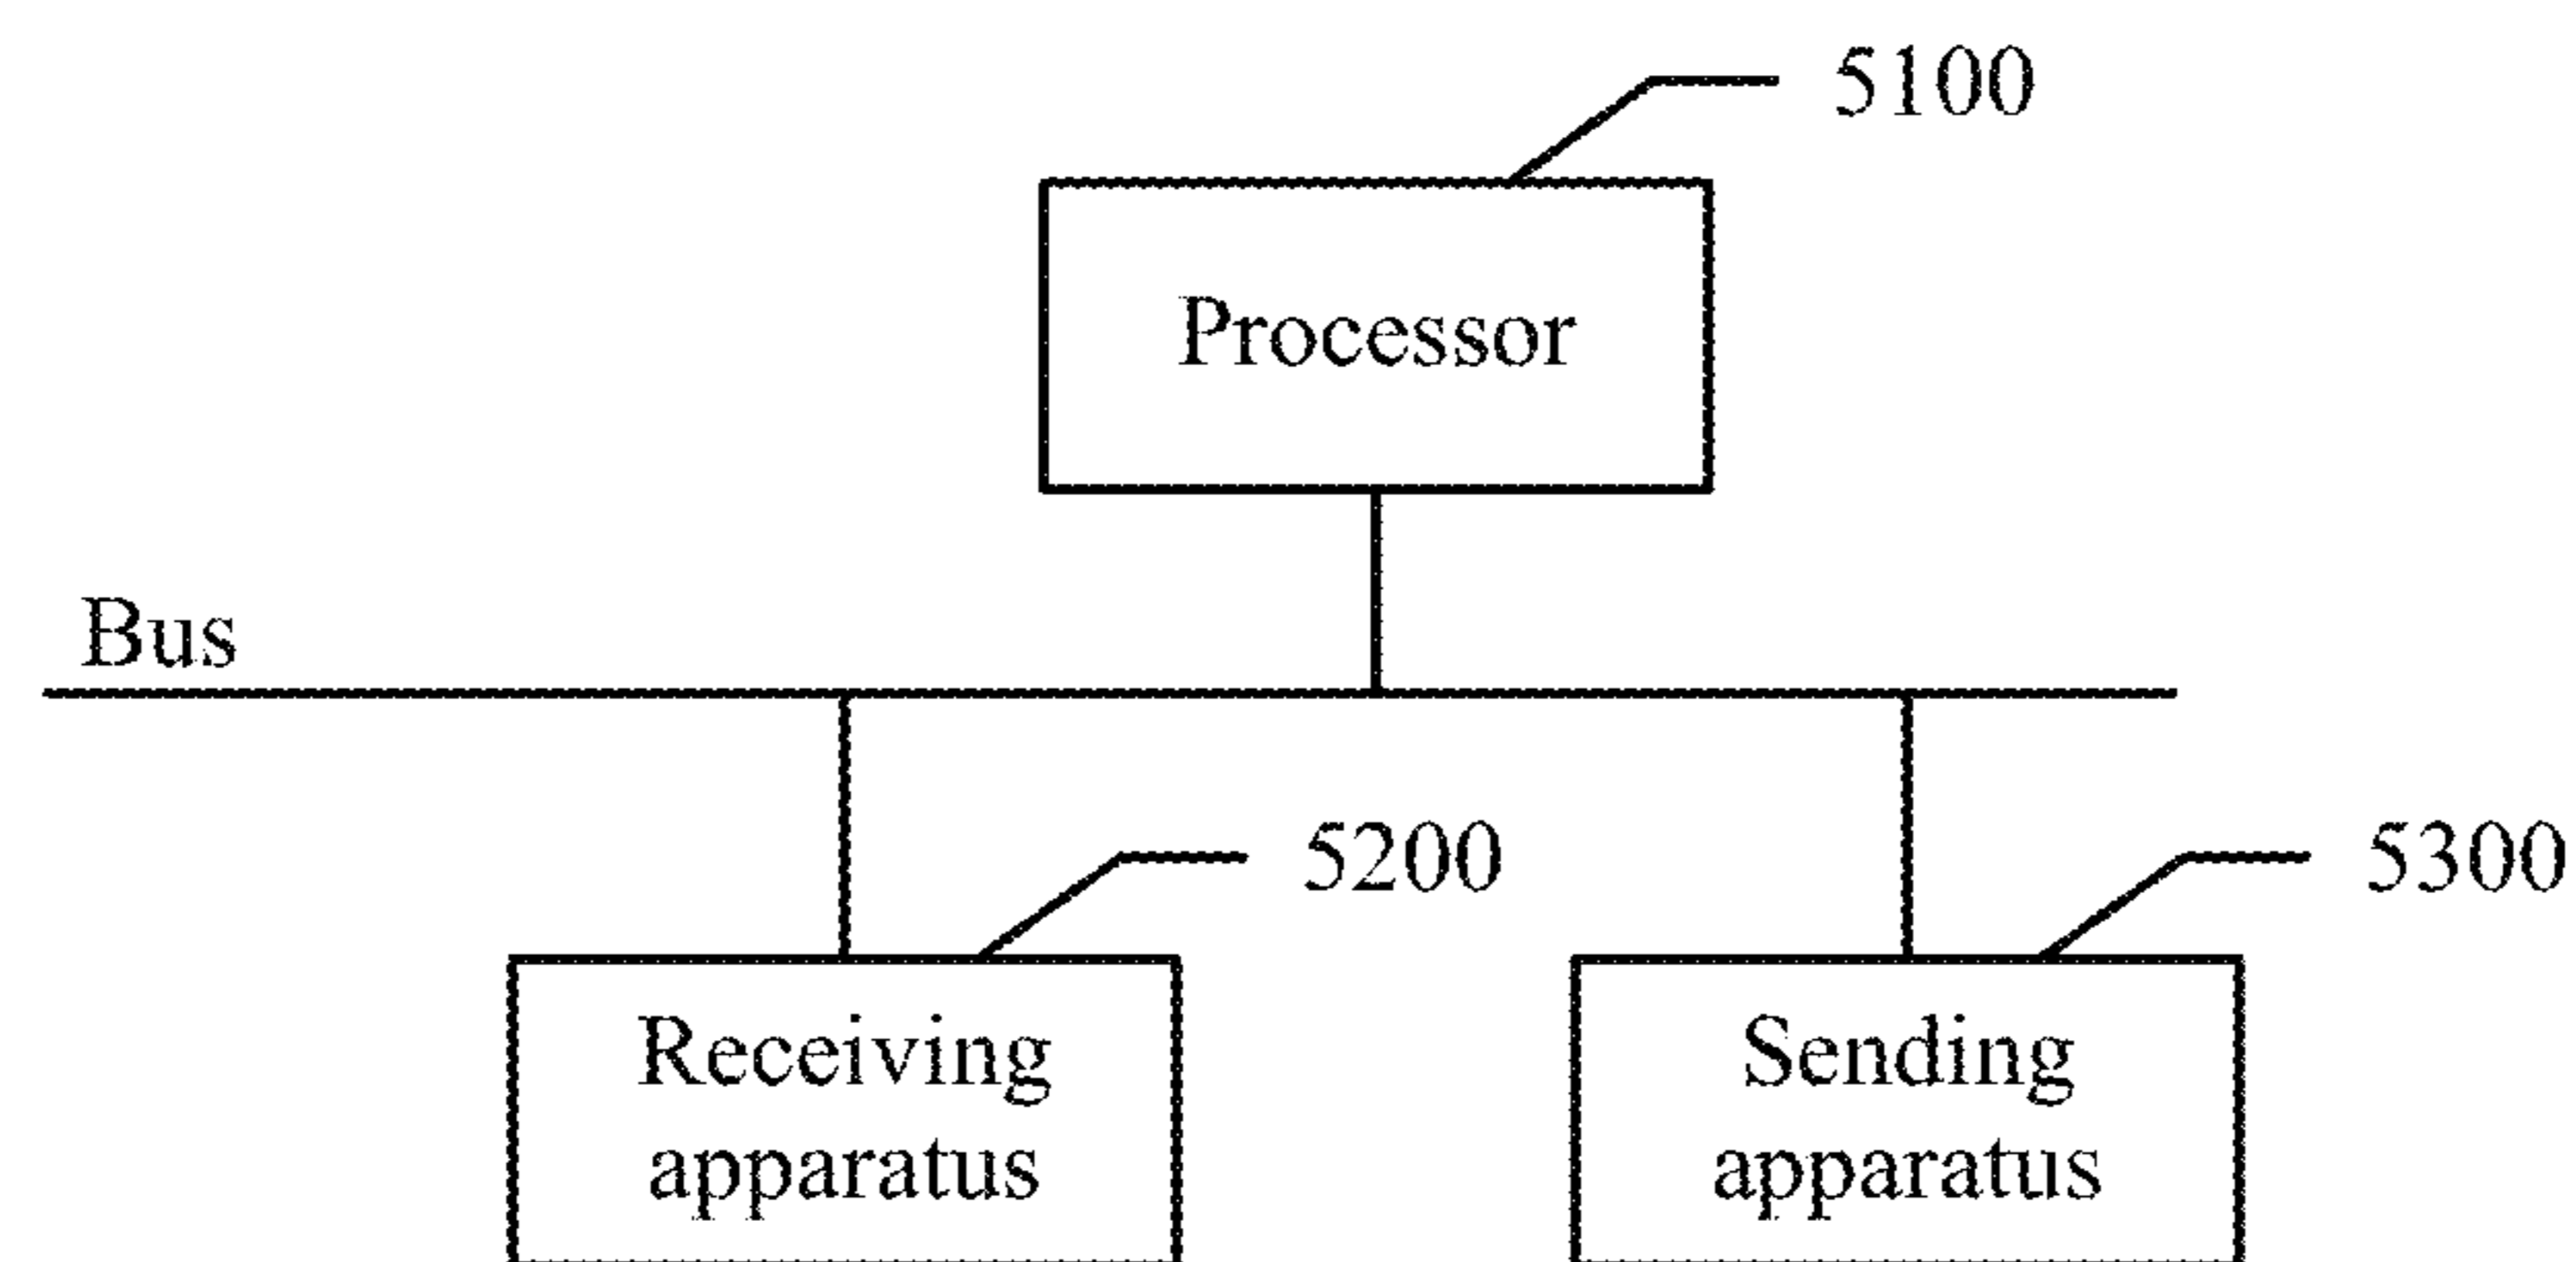 5100
Processor
Bus
5200
5300
Receiving
apparatus
Sending
apparatus